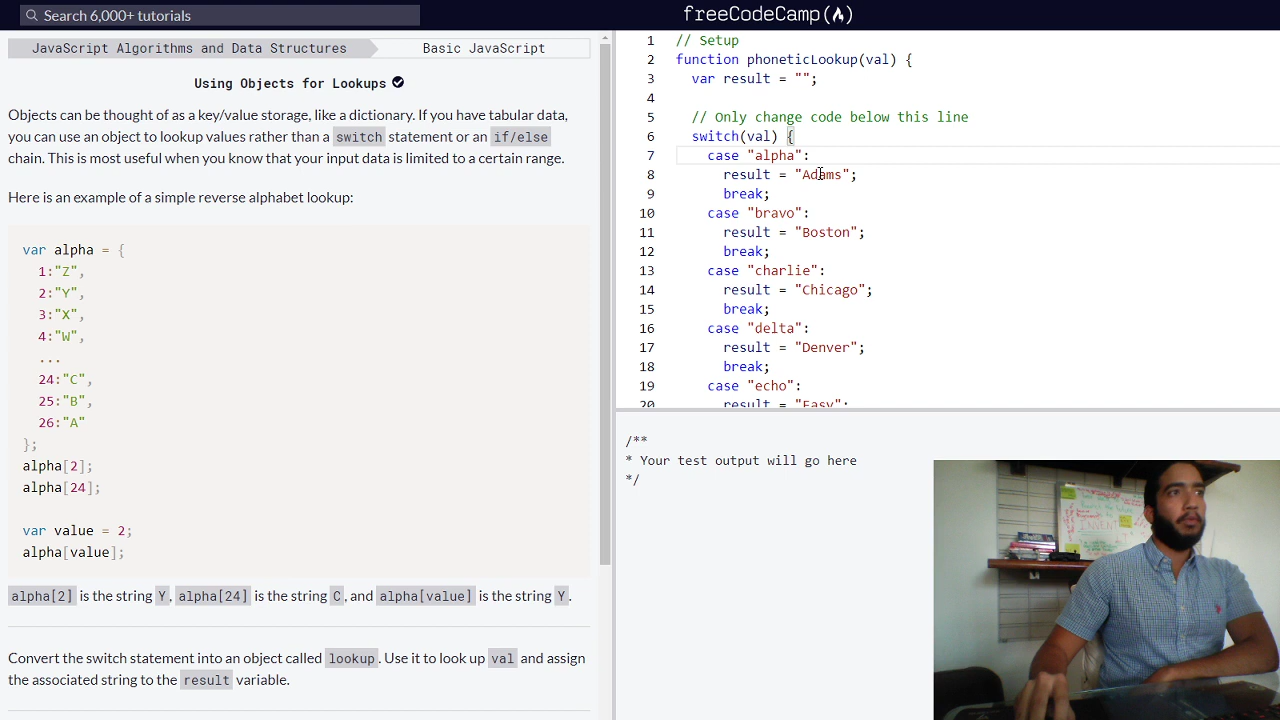 Search 6,000+ tutorials
freeCodeCamp
JavaScript Algorithms and Data Structures
Basic JavaScript
Using Objects for Lookups
Objects can be thought of as a key/value storage, like a dictionary. If you have tabular data,
you can use an object to lookup values rather than a switch statement or an if/else
chain. This is most useful when you know that your input data is limited to a certain range.
Here is an example of a simple reverse alphabet lookup:
var alpha = {
1:"Z",
2:"Y",
3:"X",
4:"W",
...
24:"C",
25:"B",
26:"A"
};
alpha[2];
alpha[24];
var value = 2;
alpha[value];
alpha[2] is the string Y, alpha[24] is the string C, and alpha[value] is the string Y.
Convert the switch statement into an object called lookup. Use it to look up val and assign
the associated string to the result variable.
1 // Setup
2 function phoneticLookup(val) {
3 var result = "";
4
5 // Only change code below this line
6 switch(val) {
7 case "alpha":
8 result = "Adams";
9 break;
10 case "bravo":
11 result = "Boston";
12 break;
13 case "charlie":
14 result = "Chicago";
15 break;
16 case "delta":
17 result = "Denver";
18 break;
19 case "echo":
20 result = "Easy";
/**
* Your test output will go here
*/
INVENT